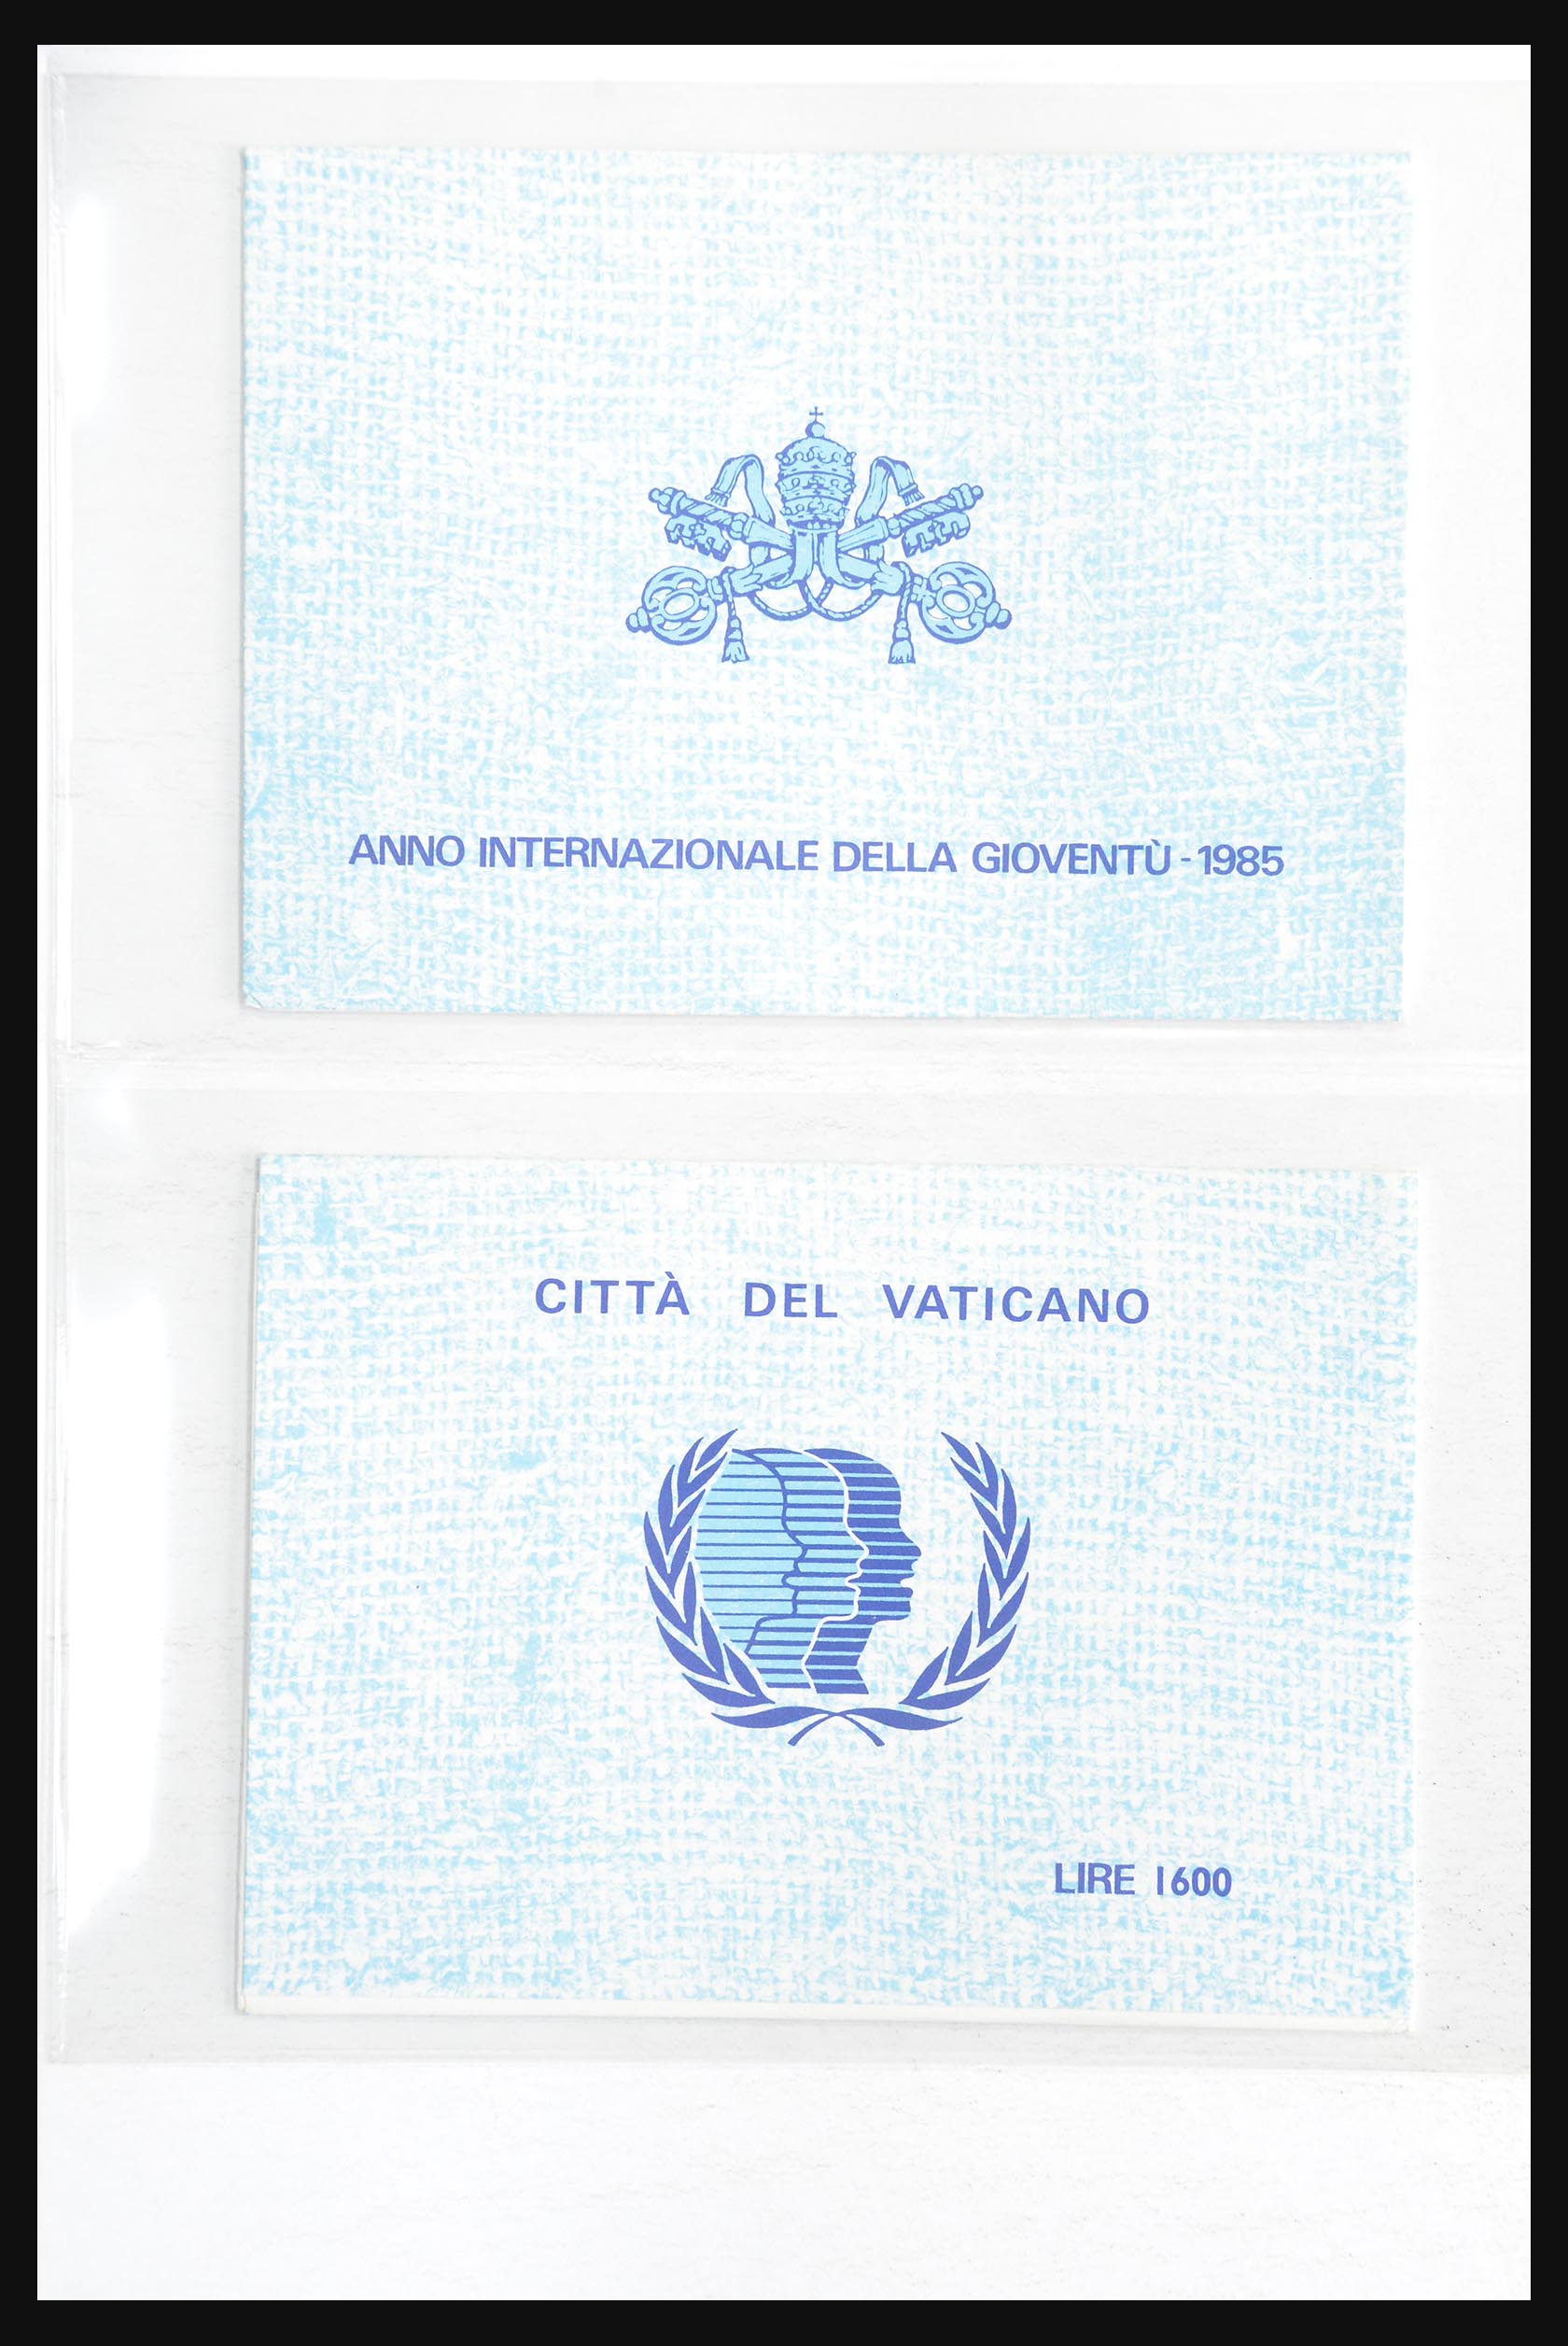 ANNO INTERNAZIONALE DELLA GIOVENTÙ - 1985
CITTÀ DEL VATICANO
LIRE 1600